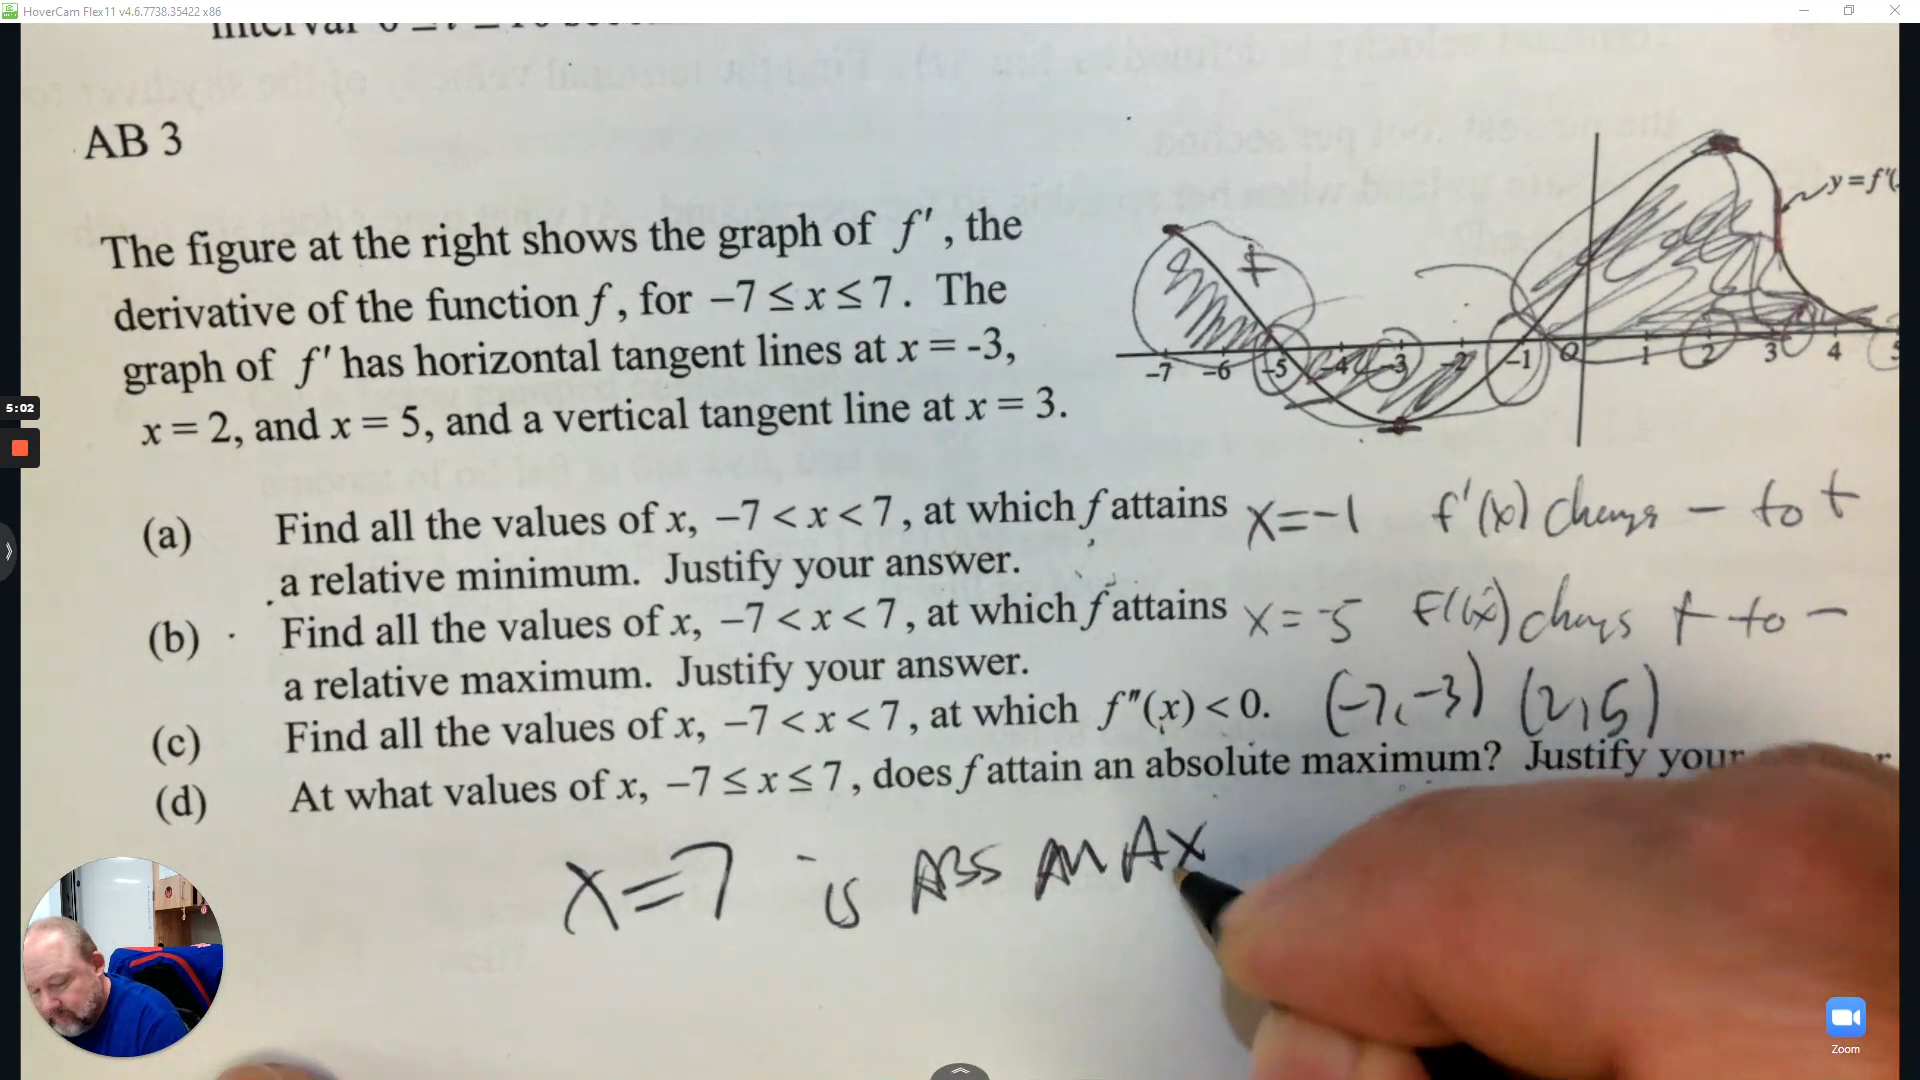 HoverCam Flex11 v4.6.7738.35422 x86
AB 3
y = f'(
The figure at the right shows the graph of f', the
derivative of the function f, for −7 ≤ x ≤ 7. The
graph of f' has horizontal tangent lines at x = -3,
x = 2, and x = 5, and a vertical tangent line at x = 3.
+
-7 -6 -5 -4 -3 -2 -1 O 1 2 3 4 5
5:02
(a) Find all the values of x, −7 < x < 7, at which f attains
a relative minimum. Justify your answer.
x = -1 f'(x) changes − to +
(b) Find all the values of x, −7 < x < 7, at which f attains
a relative maximum. Justify your answer.
x = -5 f'(x) changs + to −
(c) Find all the values of x, −7 < x < 7, at which f"(x) < 0. (-7, -3) (2, 5)
(d) At what values of x, −7 ≤ x ≤ 7, does f attain an absolute maximum? Justify your
x = 7 is ABS MAX
Zoom